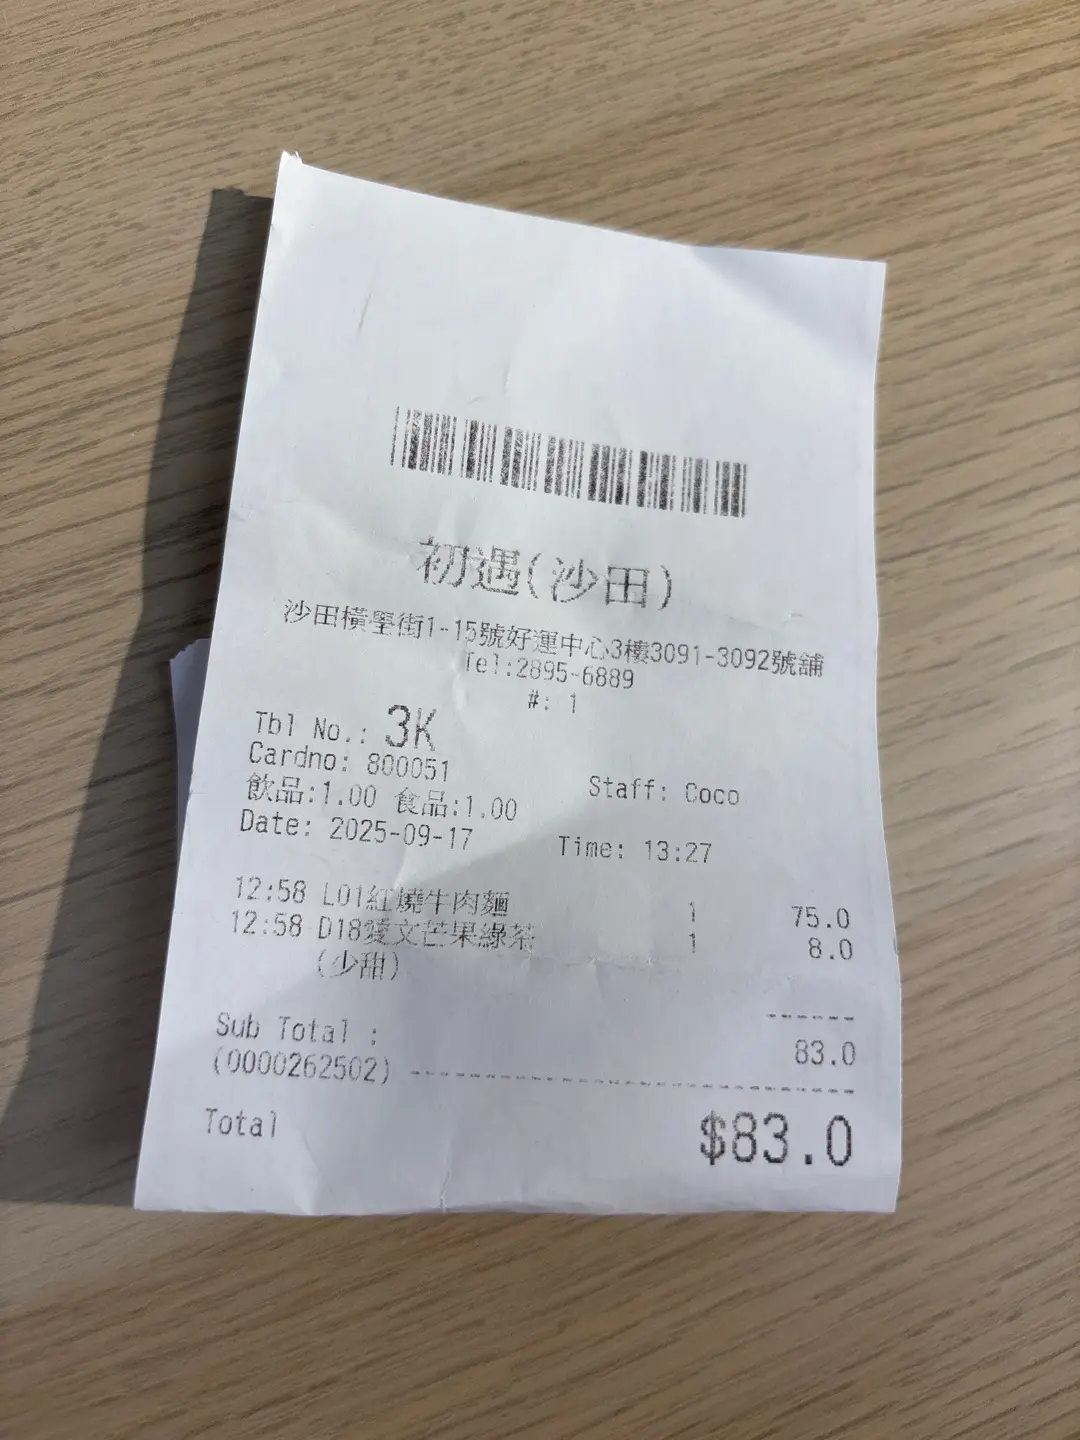 初遇(沙田)
沙田橫壆街1-15號好運中心3樓3091-3092號舖
Tel:2895-6889
#: 1
Tbl No.: 3K
Cardno: 800051 Staff: Coco
飲品:1.00 食品:1.00
Date: 2025-09-17 Time: 13:27
12:58 L01紅燒牛肉麵 1 75.0
12:58 D18愛文芒果綠茶 1 8.0
(少甜)
Sub Total : 83.0
(0000262502)
Total $83.0